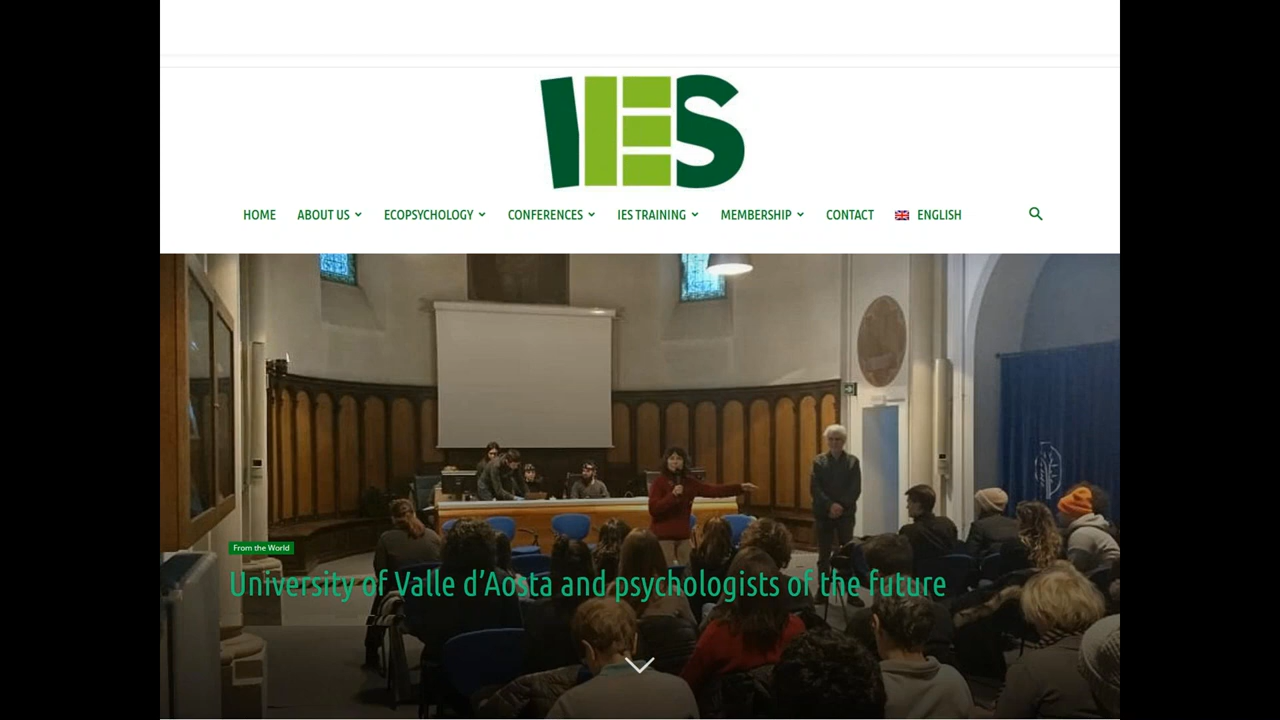 IES
HOME ABOUT US ECOPSYCHOLOGY CONFERENCES IES TRAINING MEMBERSHIP CONTACT ENGLISH
From the World
University of Valle d’Aosta and psychologists of the future